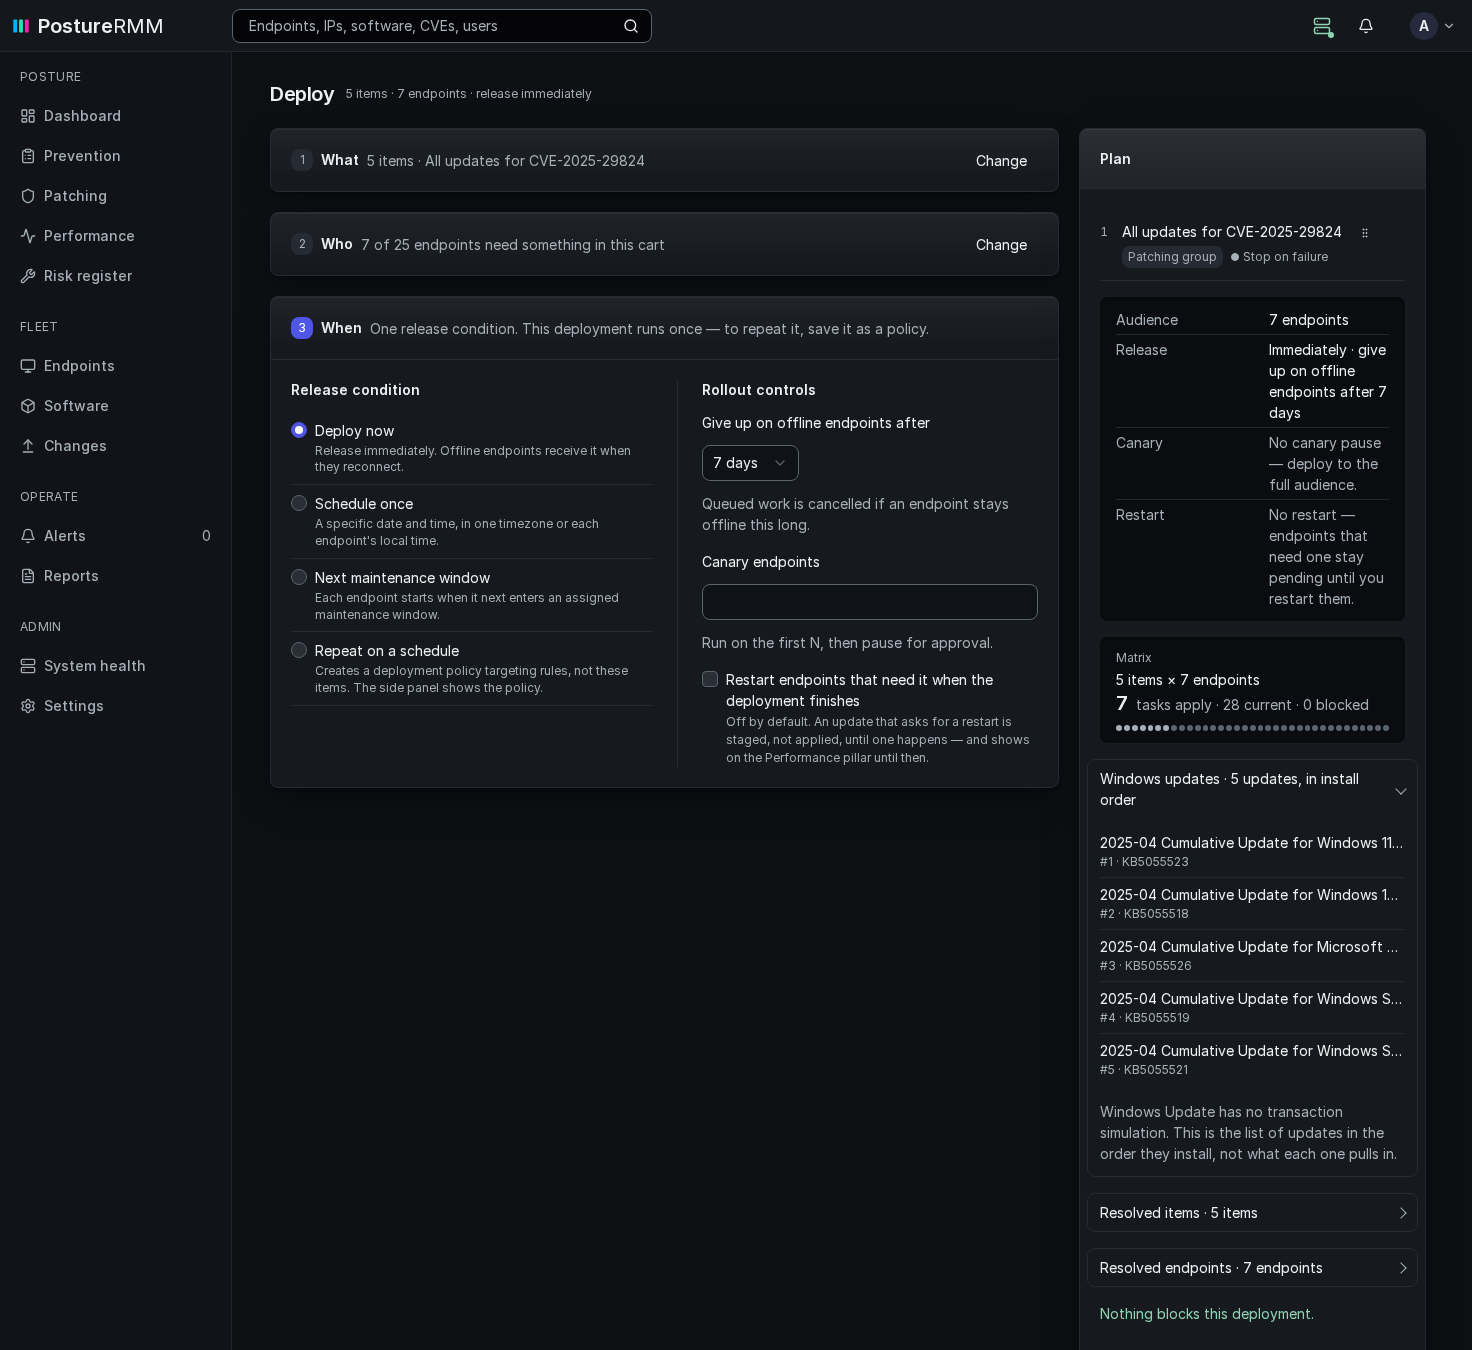 PostureRMM
Endpoints, IPs, software, CVEs, users
A
POSTURE
Dashboard
Prevention
Patching
Performance
Risk register
FLEET
Endpoints
Software
Changes
OPERATE
Alerts 0
Reports
ADMIN
System health
Settings
Deploy 5 items · 7 endpoints · release immediately
1 What 5 items · All updates for CVE-2025-29824 Change
2 Who 7 of 25 endpoints need something in this cart Change
3 When One release condition. This deployment runs once — to repeat it, save it as a policy.
Release condition
Deploy now
Release immediately. Offline endpoints receive it when
they reconnect.
Schedule once
A specific date and time, in one timezone or each
endpoint's local time.
Next maintenance window
Each endpoint starts when it next enters an assigned
maintenance window.
Repeat on a schedule
Creates a deployment policy targeting rules, not these
items. The side panel shows the policy.
Rollout controls
Give up on offline endpoints after
7 days
Queued work is cancelled if an endpoint stays
offline this long.
Canary endpoints
Run on the first N, then pause for approval.
Restart endpoints that need it when the
deployment finishes
Off by default. An update that asks for a restart is
staged, not applied, until one happens — and shows
on the Performance pillar until then.
Plan
1 All updates for CVE-2025-29824
Patching group Stop on failure
Audience 7 endpoints
Release Immediately · give
up on offline
endpoints after 7
days
Canary No canary pause
— deploy to the
full audience.
Restart No restart —
endpoints that
need one stay
pending until you
restart them.
Matrix
5 items × 7 endpoints
7 tasks apply · 28 current · 0 blocked
Windows updates · 5 updates, in install
order
2025-04 Cumulative Update for Windows 11...
#1 · KB5055523
2025-04 Cumulative Update for Windows 1...
#2 · KB5055518
2025-04 Cumulative Update for Microsoft ...
#3 · KB5055526
2025-04 Cumulative Update for Windows S...
#4 · KB5055519
2025-04 Cumulative Update for Windows S...
#5 · KB5055521
Windows Update has no transaction
simulation. This is the list of updates in the
order they install, not what each one pulls in.
Resolved items · 5 items
Resolved endpoints · 7 endpoints
Nothing blocks this deployment.